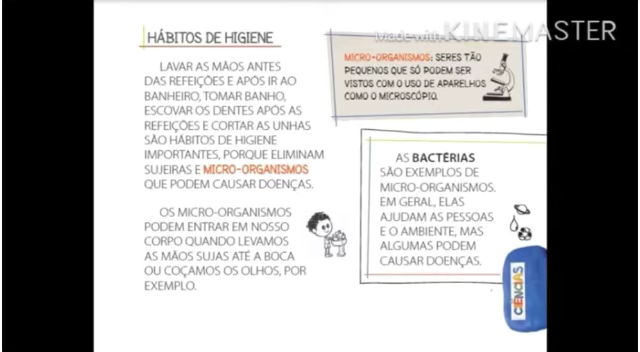 Made with KINEMASTER
HÁBITOS DE HIGIENE
LAVAR AS MÃOS ANTES
DAS REFEIÇÕES E APÓS IR AO
BANHEIRO, TOMAR BANHO,
ESCOVAR OS DENTES APÓS AS
REFEIÇÕES E CORTAR AS UNHAS
SÃO HÁBITOS DE HIGIENE
IMPORTANTES, PORQUE ELIMINAM
SUJEIRAS E MICRO-ORGANISMOS
QUE PODEM CAUSAR DOENÇAS.
OS MICRO-ORGANISMOS
PODEM ENTRAR EM NOSSO
CORPO QUANDO LEVAMOS
AS MÃOS SUJAS ATÉ A BOCA
OU COÇAMOS OS OLHOS, POR
EXEMPLO.
MICRO-ORGANISMOS: SERES TÃO
PEQUENOS QUE SÓ PODEM SER
VISTOS COM O USO DE APARELHOS
COMO O MICROSCÓPIO.
AS BACTÉRIAS
SÃO EXEMPLOS DE
MICRO-ORGANISMOS.
EM GERAL, ELAS
AJUDAM AS PESSOAS
E O AMBIENTE, MAS
ALGUMAS PODEM
CAUSAR DOENÇAS.
CIÊNCIAS